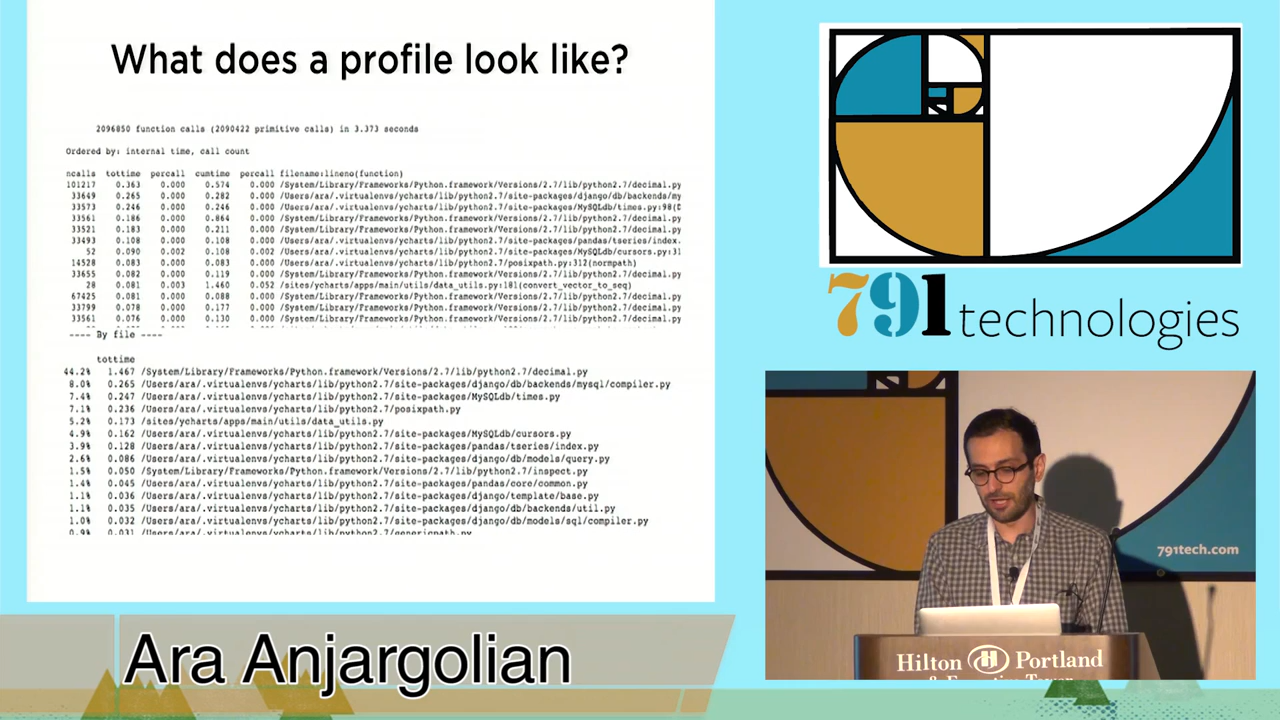 What does a profile look like?
2096850 function calls (2090422 primitive calls) in 3.373 seconds
Ordered by: internal time, call count
ncalls tottime percall cumtime percall filename:lineno(function)
101217 0.363 0.000 0.574 0.000 /System/Library/Frameworks/Python.framework/Versions/2.7/lib/python2.7/decimal.py
33649 0.265 0.000 0.282 0.000 /Users/ara/.virtualenvs/ycharts/lib/python2.7/site-packages/django/db/backends/my
33573 0.246 0.000 0.246 0.000 /Users/ara/.virtualenvs/ycharts/lib/python2.7/site-packages/MySQLdb/times.py:98(D
33561 0.186 0.000 0.864 0.000 /System/Library/Frameworks/Python.framework/Versions/2.7/lib/python2.7/decimal.py
33521 0.183 0.000 0.211 0.000 /System/Library/Frameworks/Python.framework/Versions/2.7/lib/python2.7/decimal.py
33493 0.108 0.000 0.108 0.000 /Users/ara/.virtualenvs/ycharts/lib/python2.7/site-packages/pandas/tseries/index.
52 0.090 0.002 0.108 0.002 /Users/ara/.virtualenvs/ycharts/lib/python2.7/site-packages/MySQLdb/cursors.py:31
14528 0.083 0.000 0.083 0.000 /Users/ara/.virtualenvs/ycharts/lib/python2.7/posixpath.py:312(normpath)
33655 0.082 0.000 0.119 0.000 /System/Library/Frameworks/Python.framework/Versions/2.7/lib/python2.7/decimal.py
28 0.081 0.003 1.460 0.052 /sites/ycharts/apps/main/utils/data_utils.py:181(convert_vector_to_seq)
67425 0.081 0.000 0.088 0.000 /System/Library/Frameworks/Python.framework/Versions/2.7/lib/python2.7/decimal.py
33799 0.078 0.000 0.177 0.000 /System/Library/Frameworks/Python.framework/Versions/2.7/lib/python2.7/decimal.py
33561 0.076 0.000 0.130 0.000 /System/Library/Frameworks/Python.framework/Versions/2.7/lib/python2.7/decimal.py
---- By file ----
tottime
44.2% 1.467 /System/Library/Frameworks/Python.framework/Versions/2.7/lib/python2.7/decimal.py
8.0% 0.265 /Users/ara/.virtualenvs/ycharts/lib/python2.7/site-packages/django/db/backends/mysql/compiler.py
7.4% 0.247 /Users/ara/.virtualenvs/ycharts/lib/python2.7/site-packages/MySQLdb/times.py
7.1% 0.236 /Users/ara/.virtualenvs/ycharts/lib/python2.7/posixpath.py
5.2% 0.173 /sites/ycharts/apps/main/utils/data_utils.py
4.9% 0.162 /Users/ara/.virtualenvs/ycharts/lib/python2.7/site-packages/MySQLdb/cursors.py
3.9% 0.128 /Users/ara/.virtualenvs/ycharts/lib/python2.7/site-packages/pandas/tseries/index.py
2.6% 0.086 /Users/ara/.virtualenvs/ycharts/lib/python2.7/site-packages/django/db/models/query.py
1.5% 0.050 /System/Library/Frameworks/Python.framework/Versions/2.7/lib/python2.7/inspect.py
1.4% 0.045 /Users/ara/.virtualenvs/ycharts/lib/python2.7/site-packages/pandas/core/common.py
1.1% 0.036 /Users/ara/.virtualenvs/ycharts/lib/python2.7/site-packages/django/template/base.py
1.1% 0.035 /Users/ara/.virtualenvs/ycharts/lib/python2.7/site-packages/django/db/backends/util.py
1.0% 0.032 /Users/ara/.virtualenvs/ycharts/lib/python2.7/site-packages/django/db/models/sql/compiler.py
0.9% 0.031 /Users/ara/.virtualenvs/ycharts/lib/python2.7/genericpath.py
791 technologies
791tech.com
Hilton H Portland
Ara Anjargolian